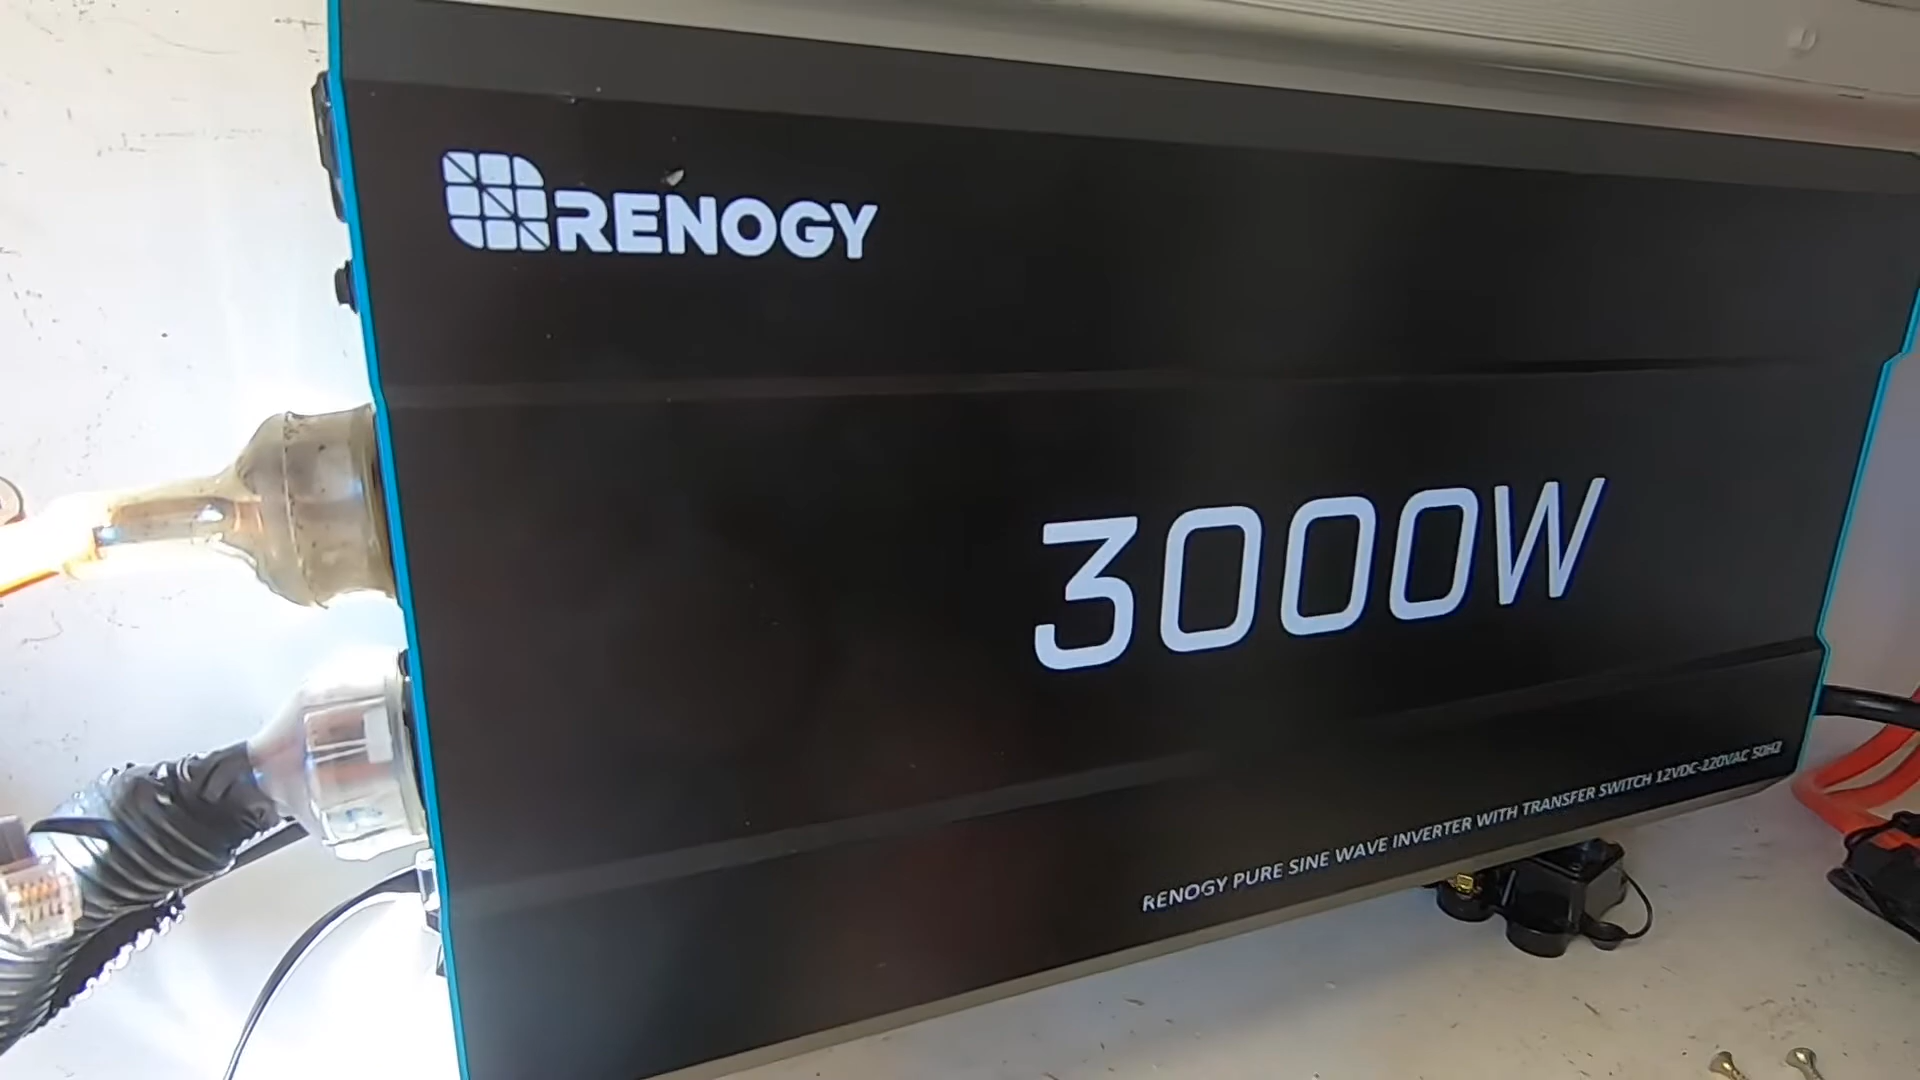 RENOGY
3000W
RENOGY PURE SINE WAVE INVERTER WITH TRANSFER SWITCH 12VDC-220VAC 50HZ